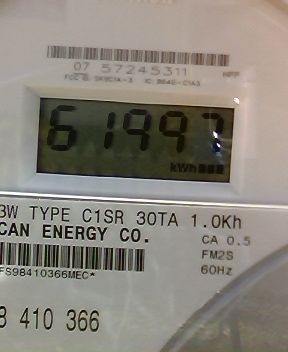 07 57245311
61997
kWh
3W TYPE C1SR 30TA 1.0Kh
CAN ENERGY CO.
CA 0.5
FM2S
60Hz
FS98410366MEC*
8 410 366